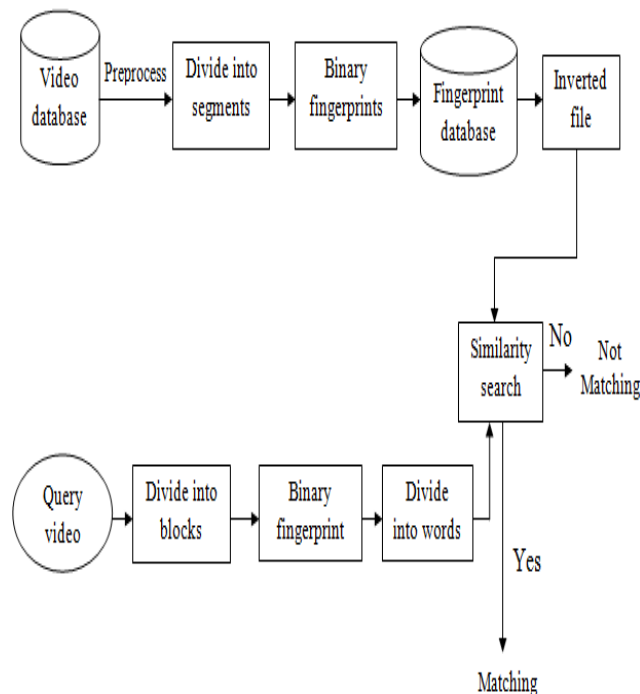 Video
database
Preprocess
Divide into
segments
Binary
fingerprints
Fingerprint
database
Inverted
file
Similarity
search
No
Not
Matching
Query
video
Divide into
blocks
Binary
fingerprint
Divide
into words
Yes
Matching